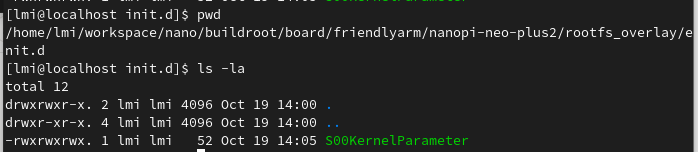 [lmi@localhost init.d]$ pwd
/home/lmi/workspace/nano/buildroot/board/friendlyarm/nanopi-neo-plus2/rootfs_overlay/e
nit.d
[lmi@localhost init.d]$ ls -la
total 12
drwxrwxr-x. 2 lmi lmi 4096 Oct 19 14:00 .
drwxr-xr-x. 4 lmi lmi 4096 Oct 19 14:00 ..
-rwxrwxrwx. 1 lmi lmi   52 Oct 19 14:05 S00KernelParameter